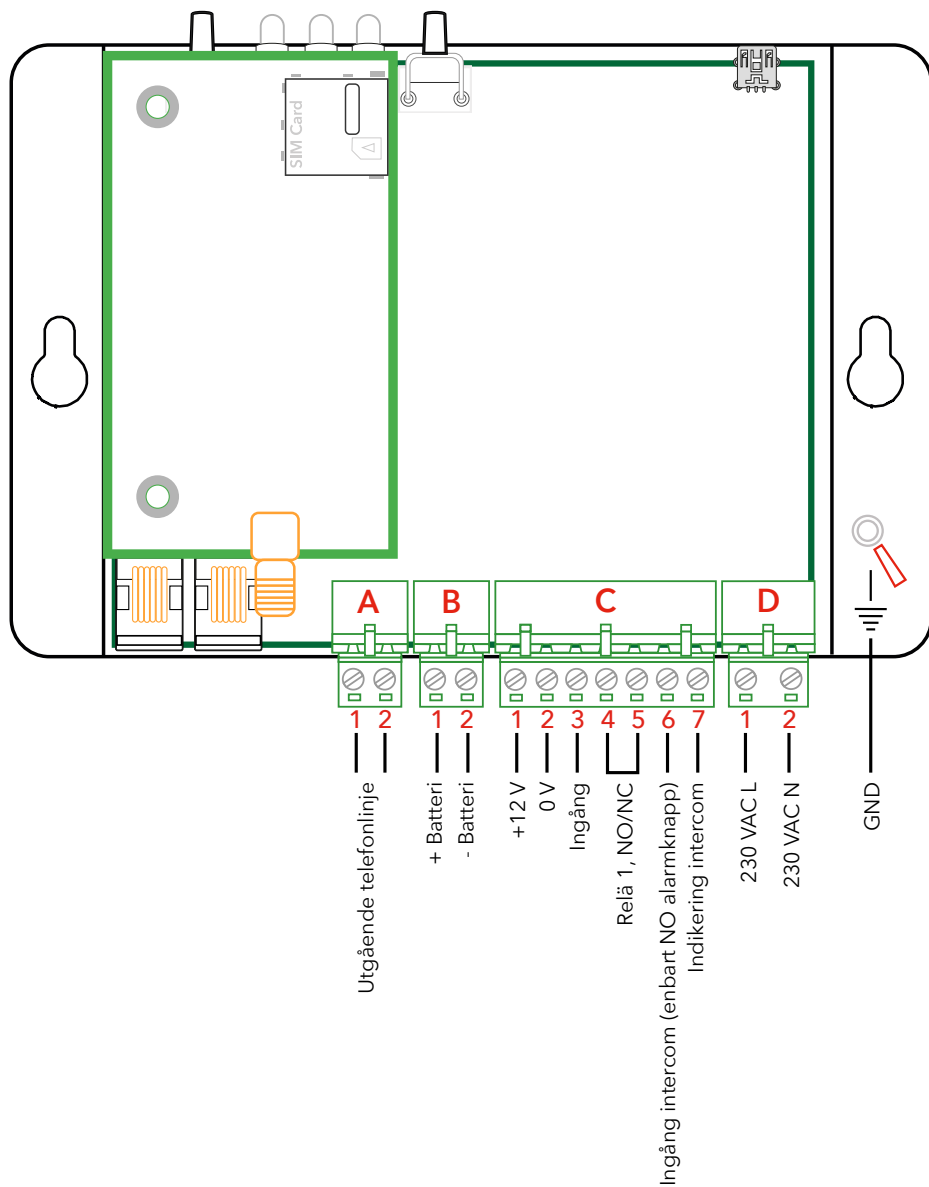 SIM Card
A
B
C
D
1
2
1
2
1
2
3
4
5
6
7
1
2
Utgående telefonlinje
+ Batteri
- Batteri
+12 V
0 V
Ingång
Relä 1, NO/NC
Ingång intercom (enbart NO alarmknapp)
Indikering intercom
230 VAC L
230 VAC N
GND